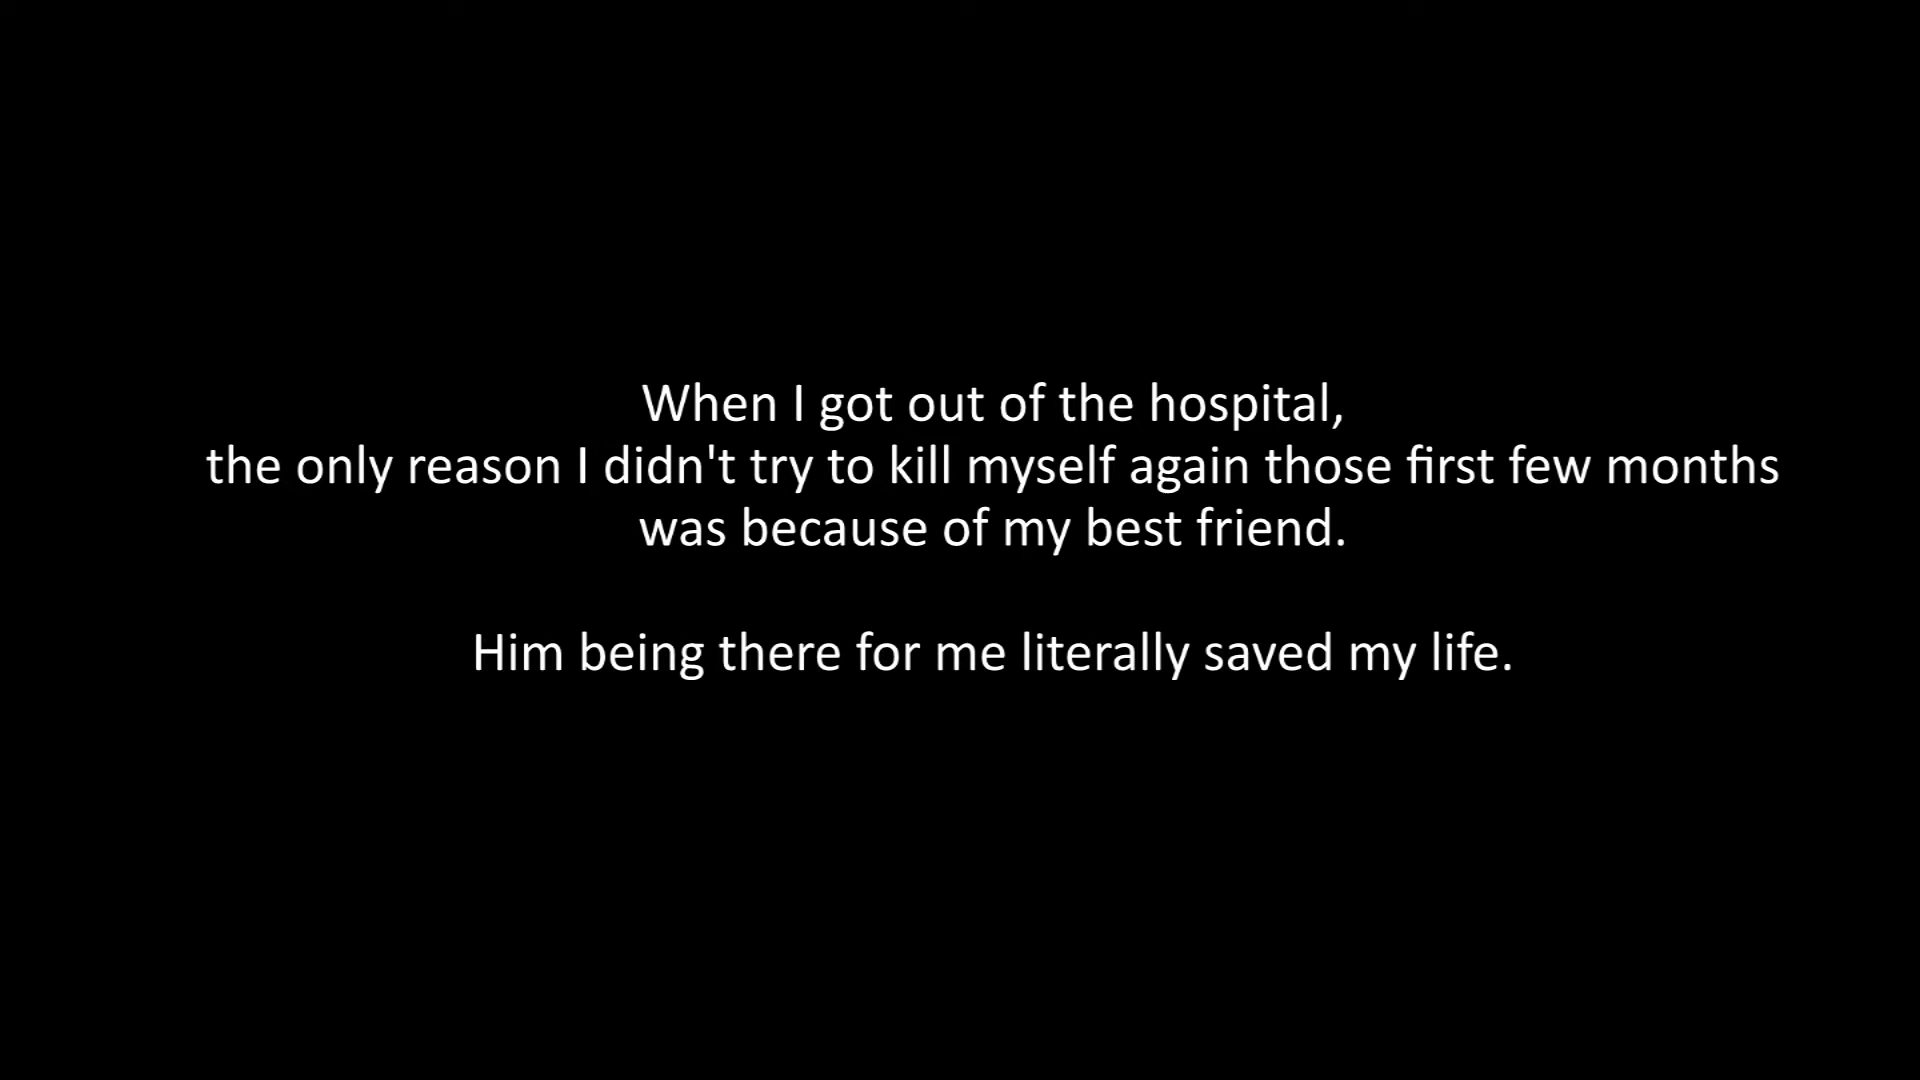 When I got out of the hospital,
the only reason I didn't try to kill myself again those first few months
was because of my best friend.
Him being there for me literally saved my life.